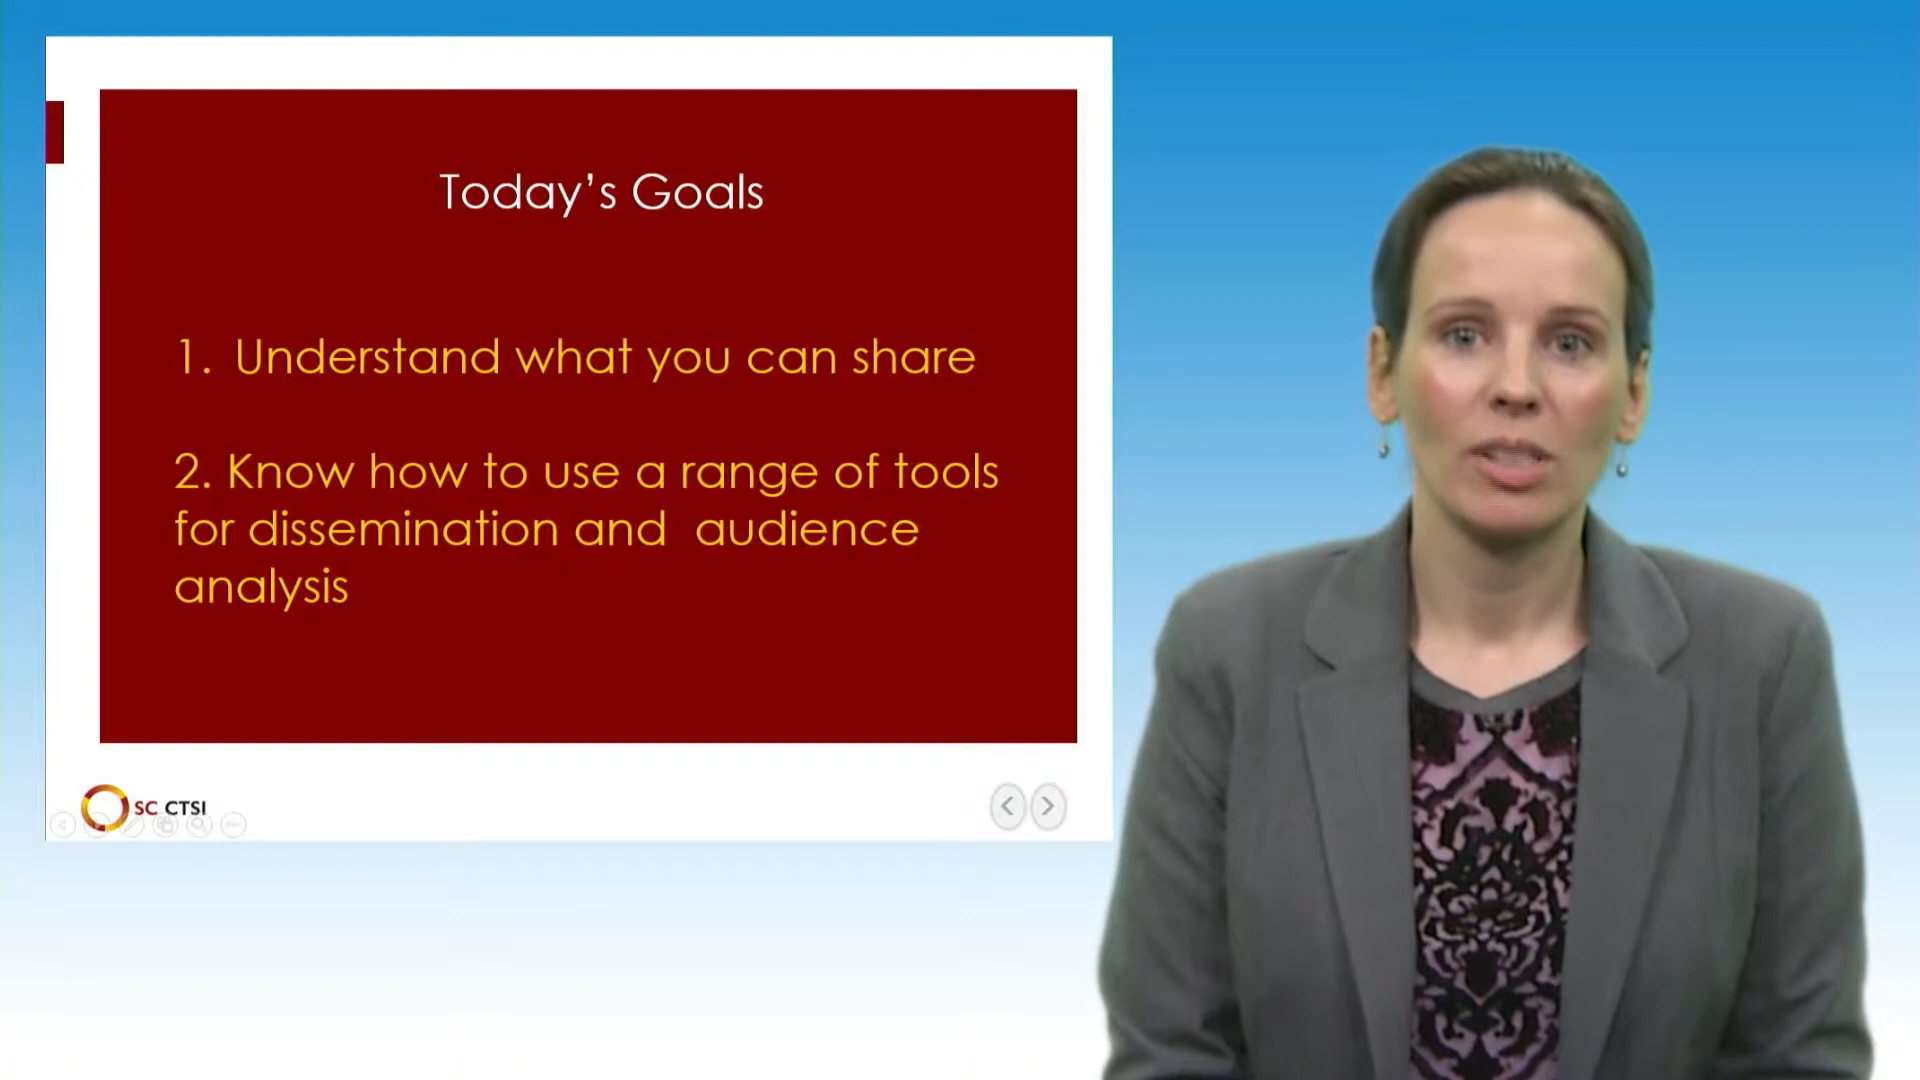 Today’s Goals
1. Understand what you can share
2. Know how to use a range of tools
for dissemination and audience
analysis
SC CTSI